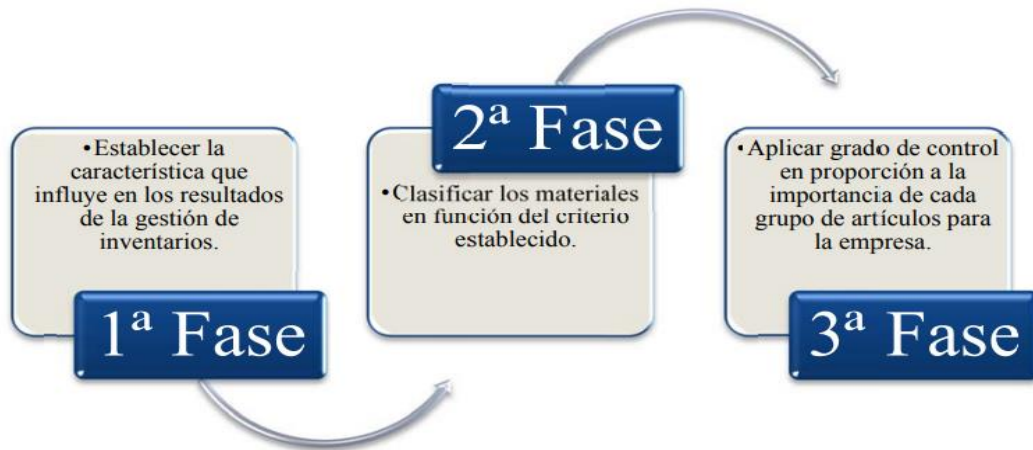 •Establecer la
característica que
influye en los resultados
de la gestión de
inventarios.
1ª Fase
2ª Fase
•Clasificar los materiales
en función del criterio
establecido.
•Aplicar grado de control
en proporción a la
importancia de cada
grupo de artículos para
la empresa.
3ª Fase